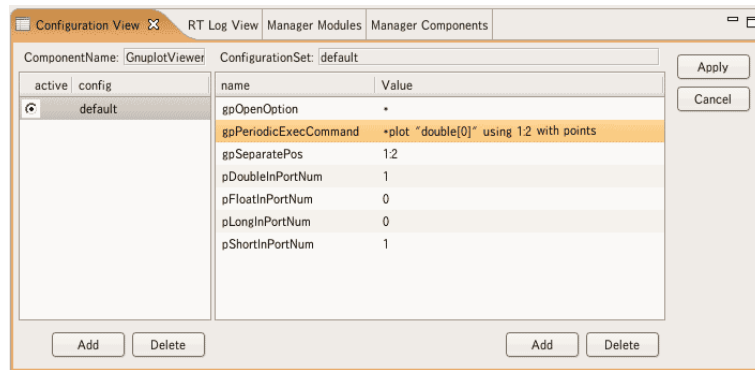 Configuration View RT Log View Manager Modules Manager Components
ComponentName: GnuplotViewer ConfigurationSet: default
Apply
active config name Value
Cancel
default gpOpenOption *
gpPeriodicExecCommand *plot "double[0]" using 1:2 with points
gpSeparatePos 1:2
pDoubleInPortNum 1
pFloatInPortNum 0
pLongInPortNum 0
pShortInPortNum 1
Add Delete Add Delete